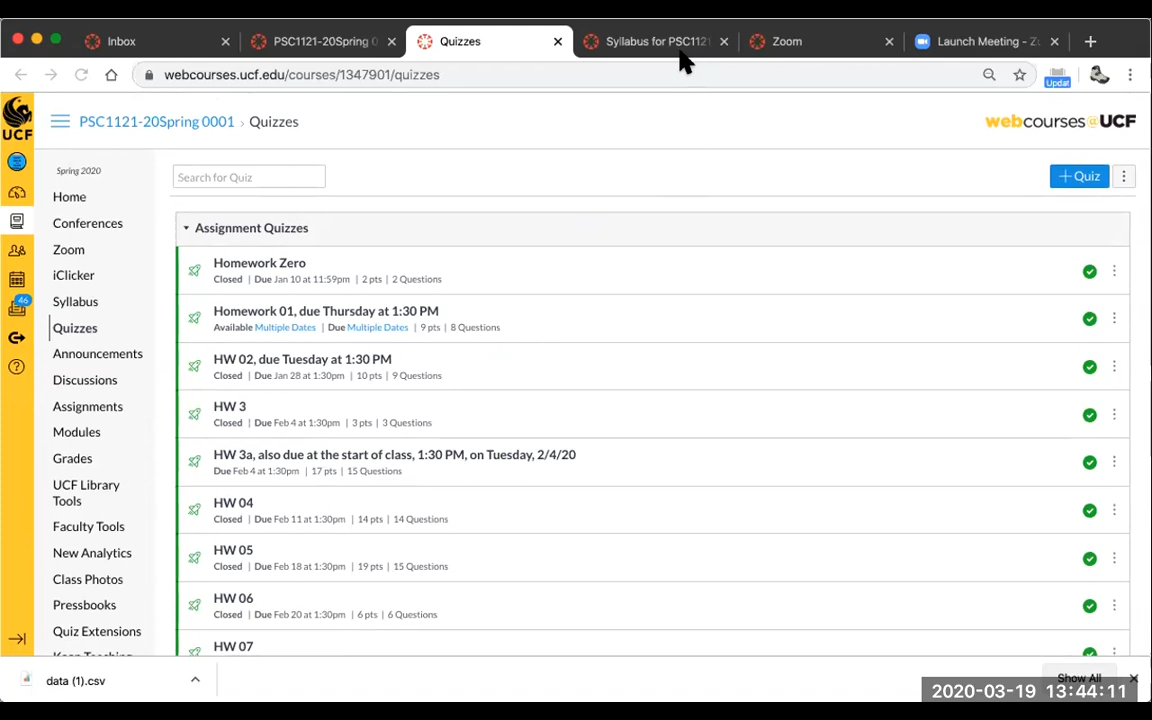 Inbox
PSC1121-20Spring 0
Quizzes
Syllabus for PSC1121
Zoom
Launch Meeting - Zo
webcourses.ucf.edu/courses/1347901/quizzes
Updat
UCF
PSC1121-20Spring 0001 › Quizzes
webcourses@UCF
Spring 2020
Search for Quiz
+ Quiz
Home
Conferences
Zoom
iClicker
46
Syllabus
Quizzes
Announcements
Discussions
Assignments
Modules
Grades
UCF Library
Tools
Faculty Tools
New Analytics
Class Photos
Pressbooks
Quiz Extensions
Keep Teaching
Assignment Quizzes
Homework Zero
Closed | Due Jan 10 at 11:59pm | 2 pts | 2 Questions
Homework 01, due Thursday at 1:30 PM
Available Multiple Dates | Due Multiple Dates | 9 pts | 8 Questions
HW 02, due Tuesday at 1:30 PM
Closed | Due Jan 28 at 1:30pm | 10 pts | 9 Questions
HW 3
Closed | Due Feb 4 at 1:30pm | 3 pts | 3 Questions
HW 3a, also due at the start of class, 1:30 PM, on Tuesday, 2/4/20
Due Feb 4 at 1:30pm | 17 pts | 15 Questions
HW 04
Closed | Due Feb 11 at 1:30pm | 14 pts | 14 Questions
HW 05
Closed | Due Feb 18 at 1:30pm | 19 pts | 15 Questions
HW 06
Closed | Due Feb 20 at 1:30pm | 6 pts | 6 Questions
HW 07
data (1).csv
Show All
2020-03-19 13:44:11